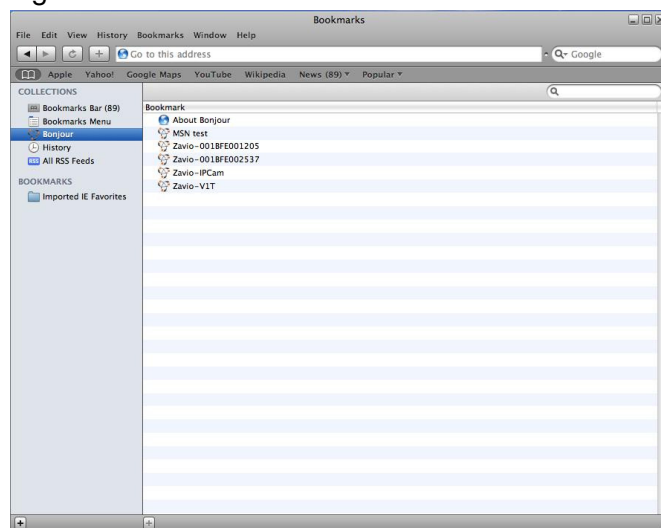 Bookmarks
File Edit View History Bookmarks Window Help
Go to this address
Google
Apple Yahoo! Google Maps YouTube Wikipedia News (89) Popular
COLLECTIONS
Bookmarks Bar (89)
Bookmarks Menu
Bonjour
History
RSS All RSS Feeds
BOOKMARKS
Imported IE Favorites
Bookmark
About Bonjour
MSN test
Zavio-001BFE001205
Zavio-001BFE002537
Zavio-IPCam
Zavio-V1T